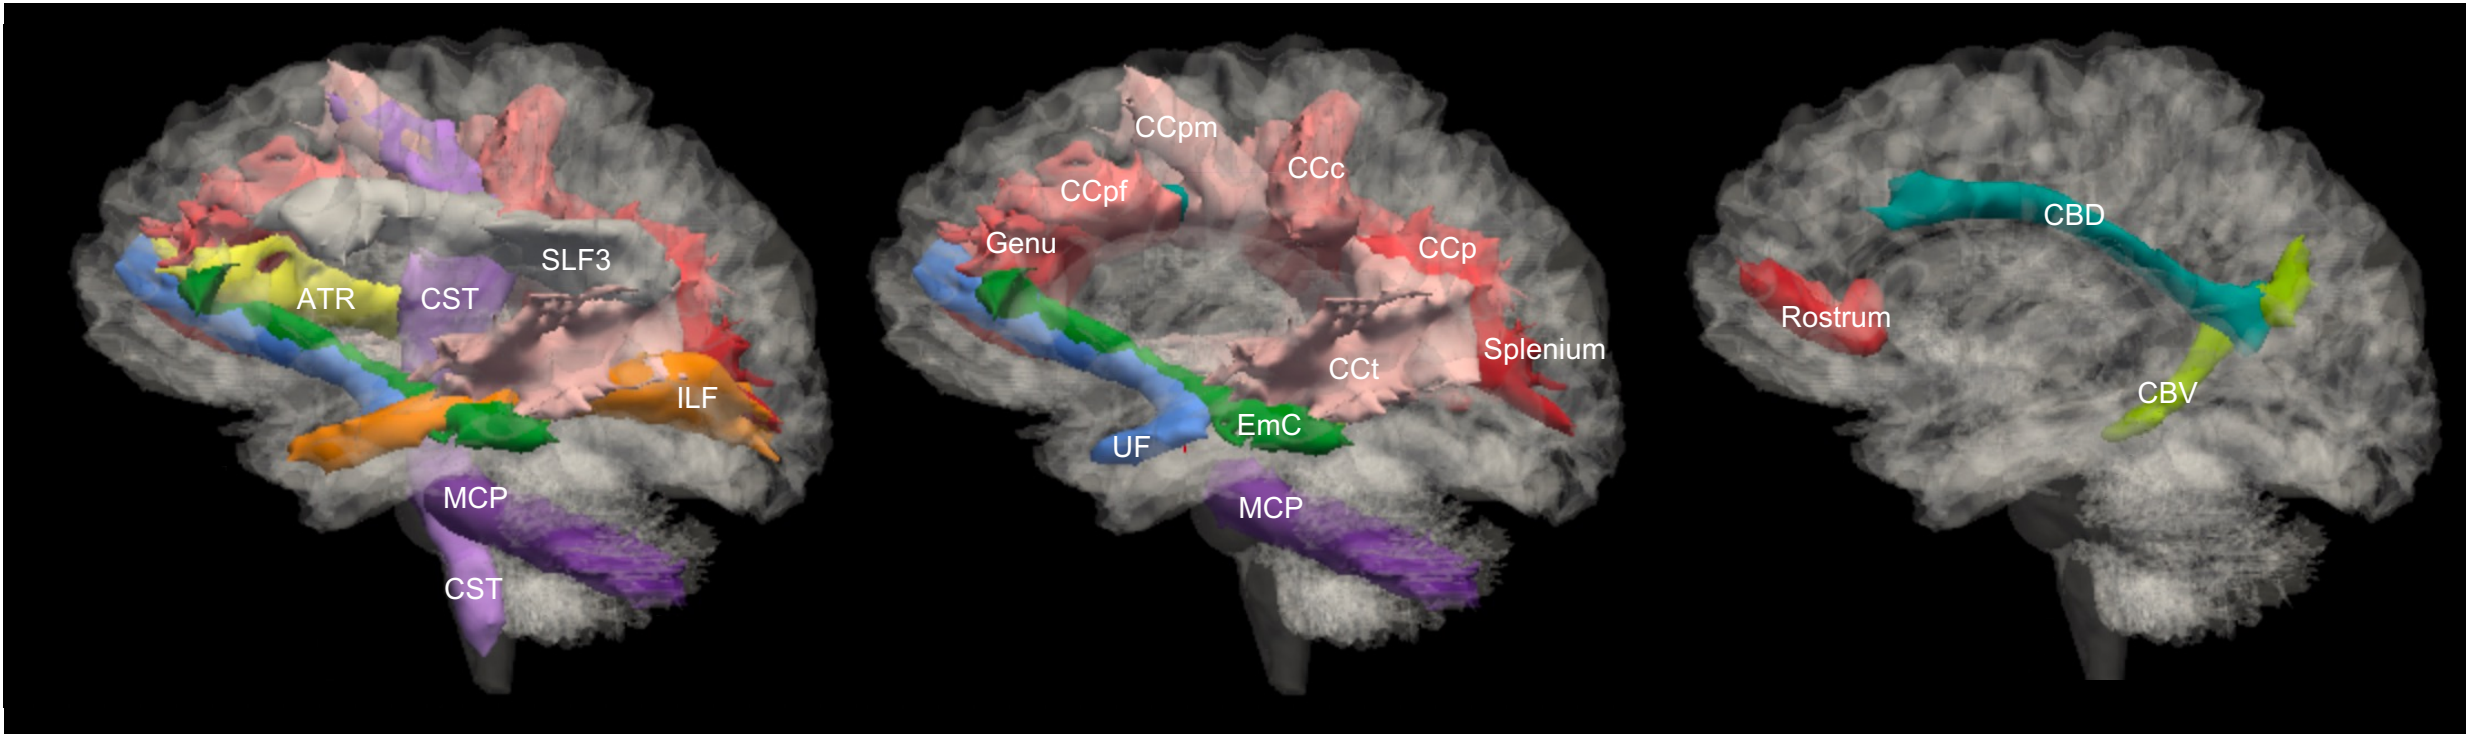 SLF3
ATR
CST
ILF
MCP
CST
CCpm
CCc
CCpf
Genu
CCp
Splenium
CCt
EmC
UF
MCP
CBD
Rostrum
CBV